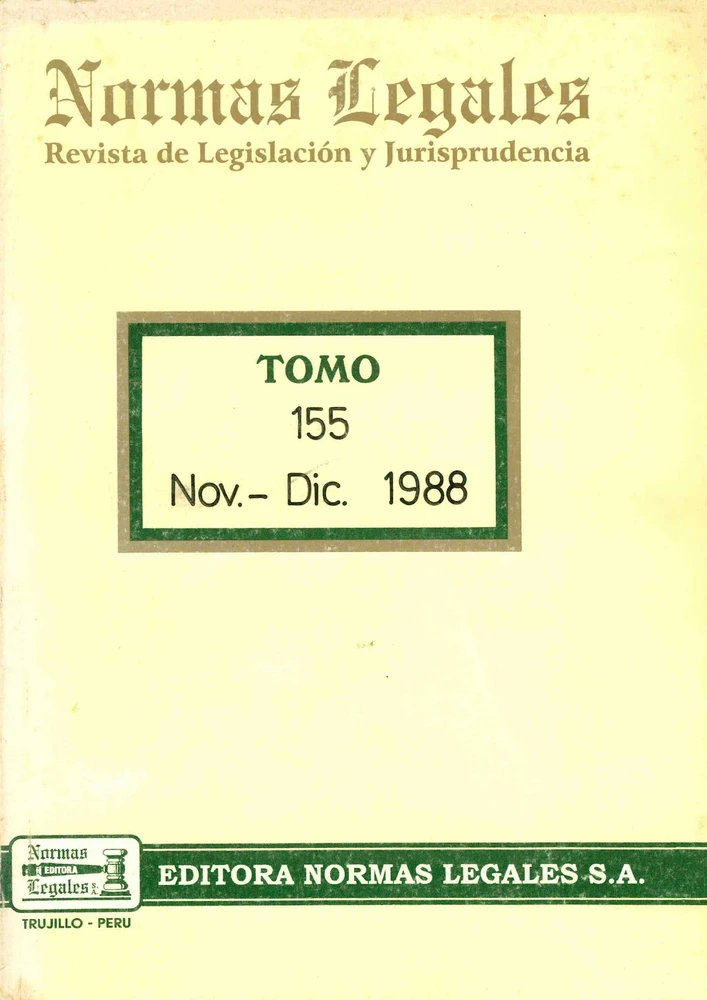 Normas Legales
Revista de Legislación y Jurisprudencia
TOMO
155
Nov.- Dic. 1988
Normas
EDITORA
Legales S.A.
EDITORA NORMAS LEGALES S.A.
TRUJILLO - PERU